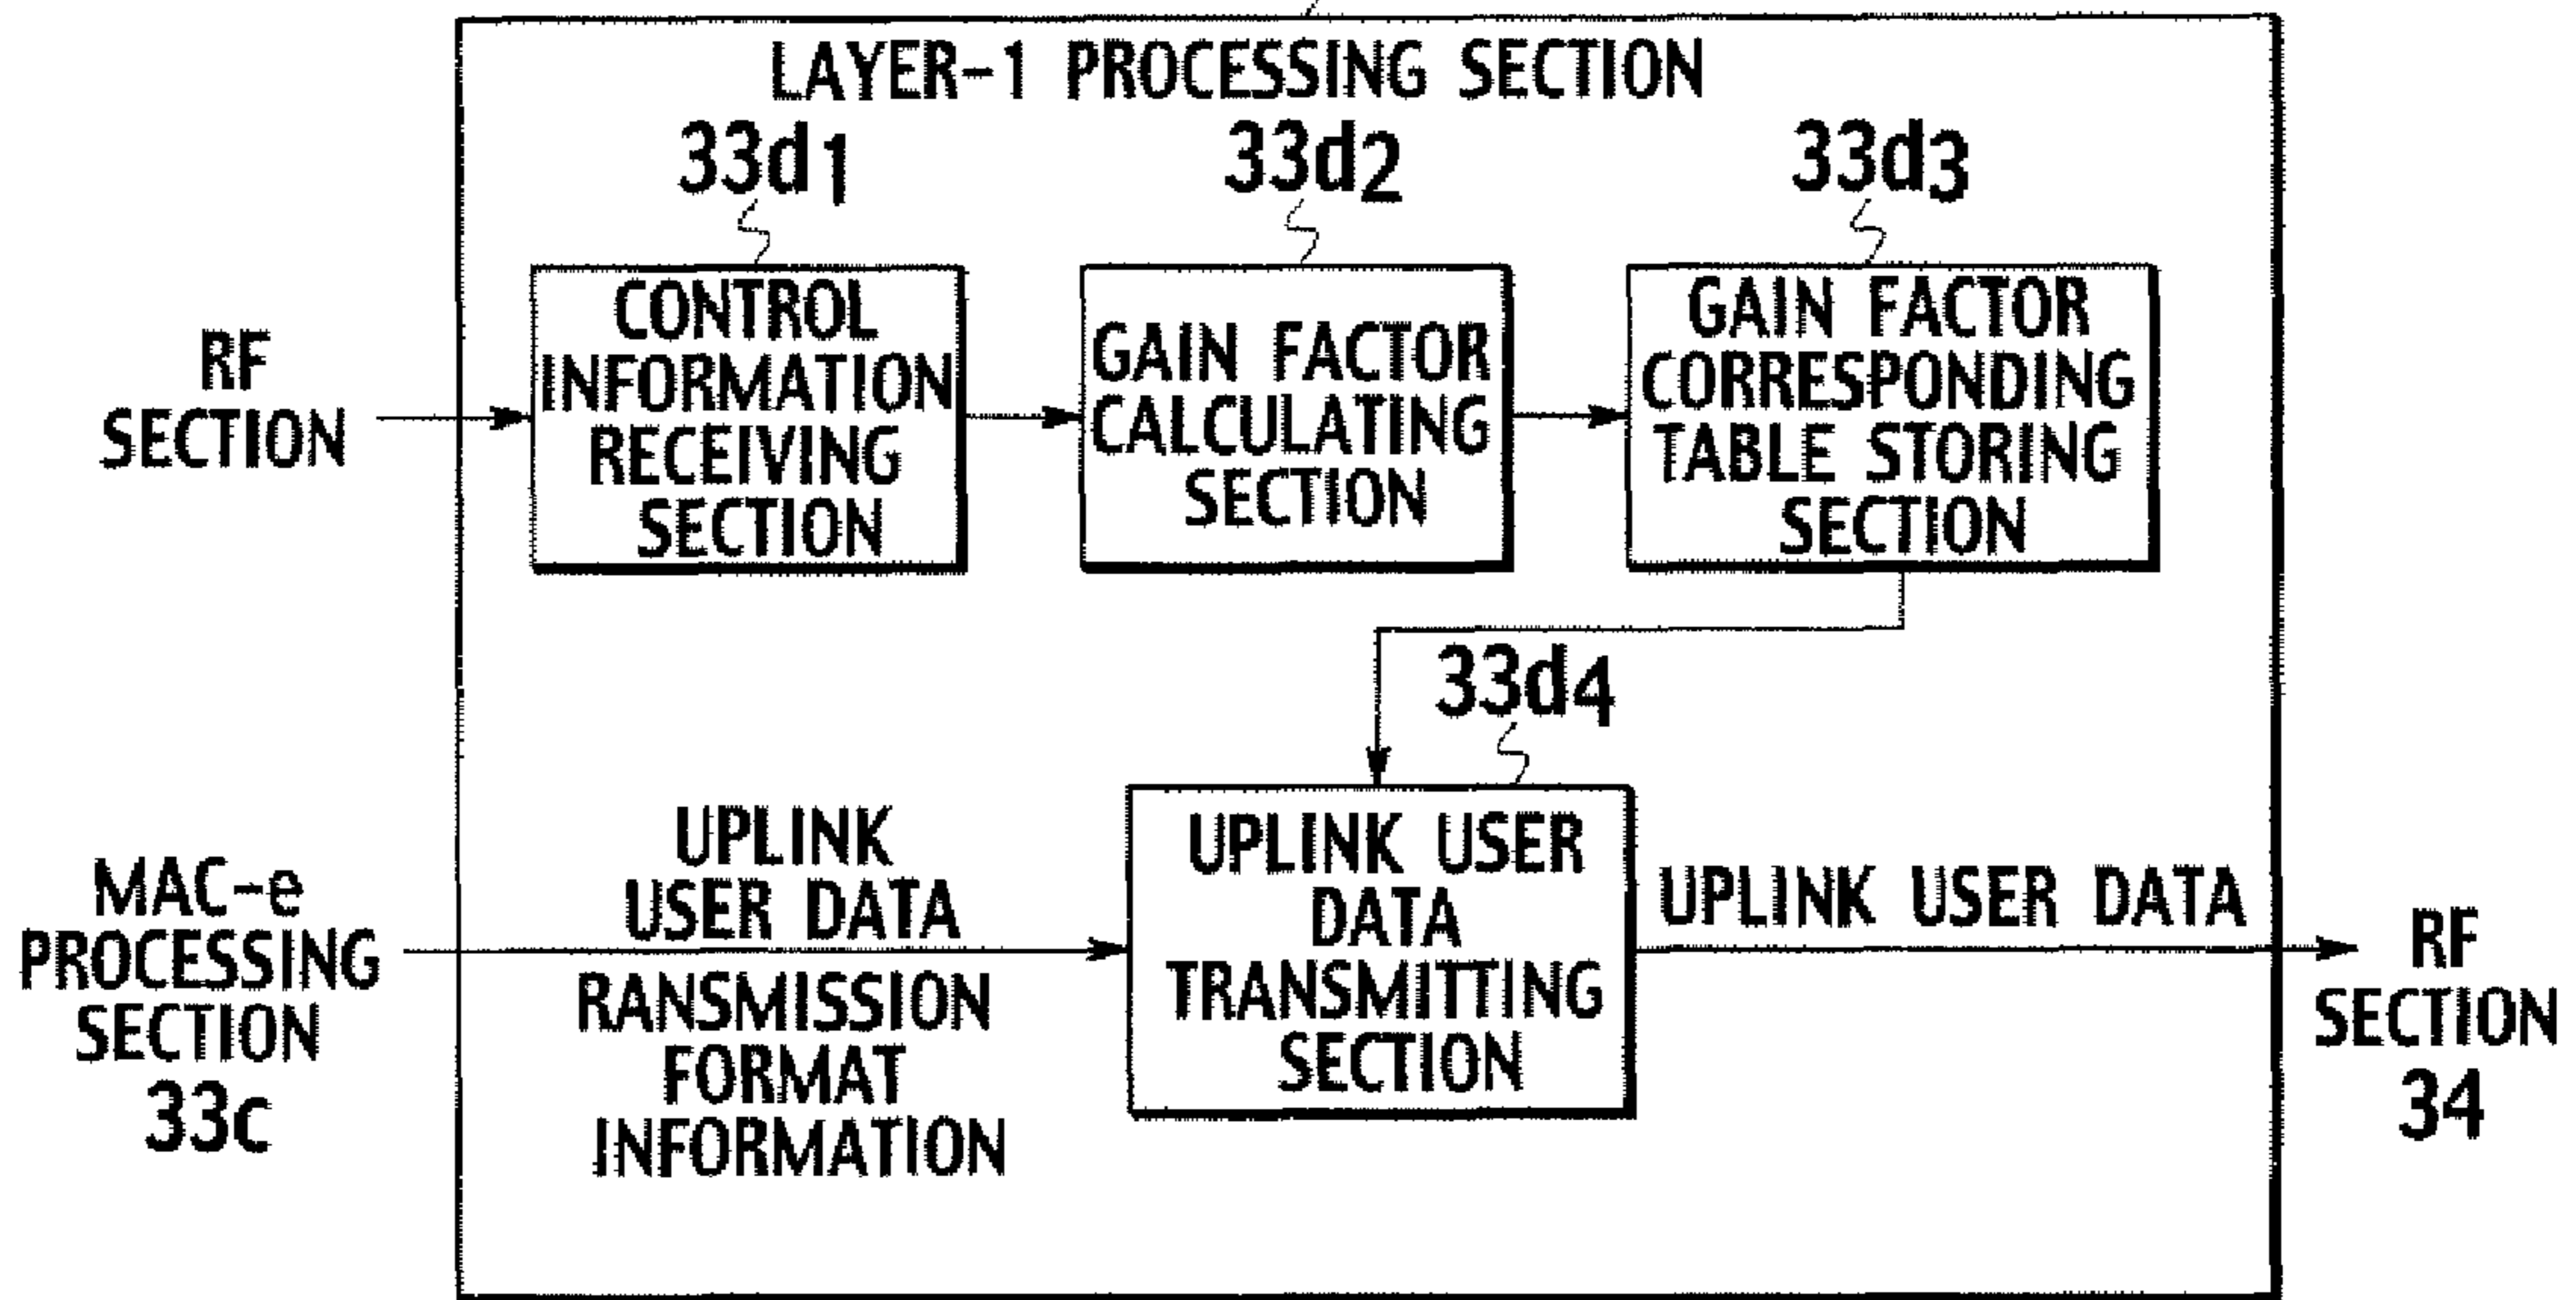 LAYER-1 PROCESSING SECTION
33d1
33d2
33d3
RF
SECTION
CONTROL
INFORMATION
RECEIVING
SECTION
GAIN FACTOR
CALCULATING
SECTION
GAIN FACTOR
CORRESPONDING
TABLE STORING
SECTION
33d4
MAC-e
PROCESSING
SECTION
33c
UPLINK
USER DATA
RANSMISSION
FORMAT
INFORMATION
UPLINK USER
DATA
TRANSMITTING
SECTION
UPLINK USER DATA
RF
SECTION
34